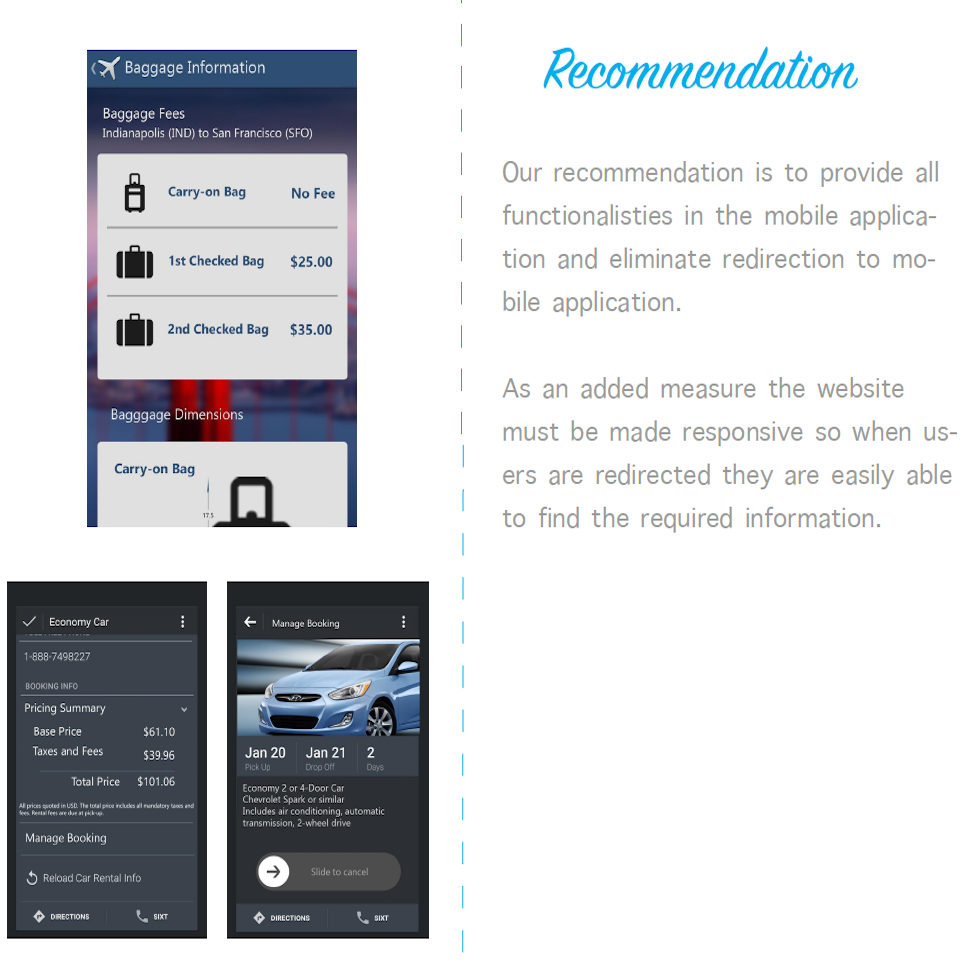 Baggage Information
Baggage Fees
Indianapolis (IND) to San Francisco (SFO)
Carry-on Bag No Fee
1st Checked Bag $25.00
2nd Checked Bag $35.00
Bagggage Dimensions
Carry-on Bag
17.5
Economy Car
1-888-7498227
BOOKING INFO
Pricing Summary
Base Price $61.10
Taxes and Fees $39.96
Total Price $101.06
All prices quoted in USD. The total price includes all mandatory taxes and
fees. Rental fees are due at pick-up.
Manage Booking
Reload Car Rental Info
DIRECTIONS SIXT
Manage Booking
Jan 20 Jan 21 2
Pick Up Drop Off Days
Economy 2 or 4-Door Car
Chevrolet Spark or similar
Includes air conditioning, automatic
transmission, 2-wheel drive
Slide to cancel
DIRECTIONS SIXT
Recommendation
Our recommendation is to provide all
functionalisties in the mobile applica-
tion and eliminate redirection to mo-
bile application.
As an added measure the website
must be made responsive so when us-
ers are redirected they are easily able
to find the required information.